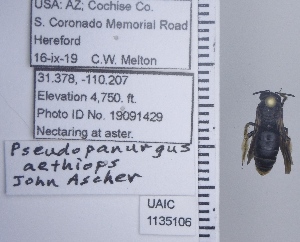 USA: AZ; Cochise Co.
S. Coronado Memorial Road
Hereford
16-ix-19 C.W. Melton
31.378, -110.207
Elevation 4,750. ft.
Photo ID No. 19091429
Nectaring at aster.
Pseudopanurgus
aethiops
John Ascher
UAIC
1135106